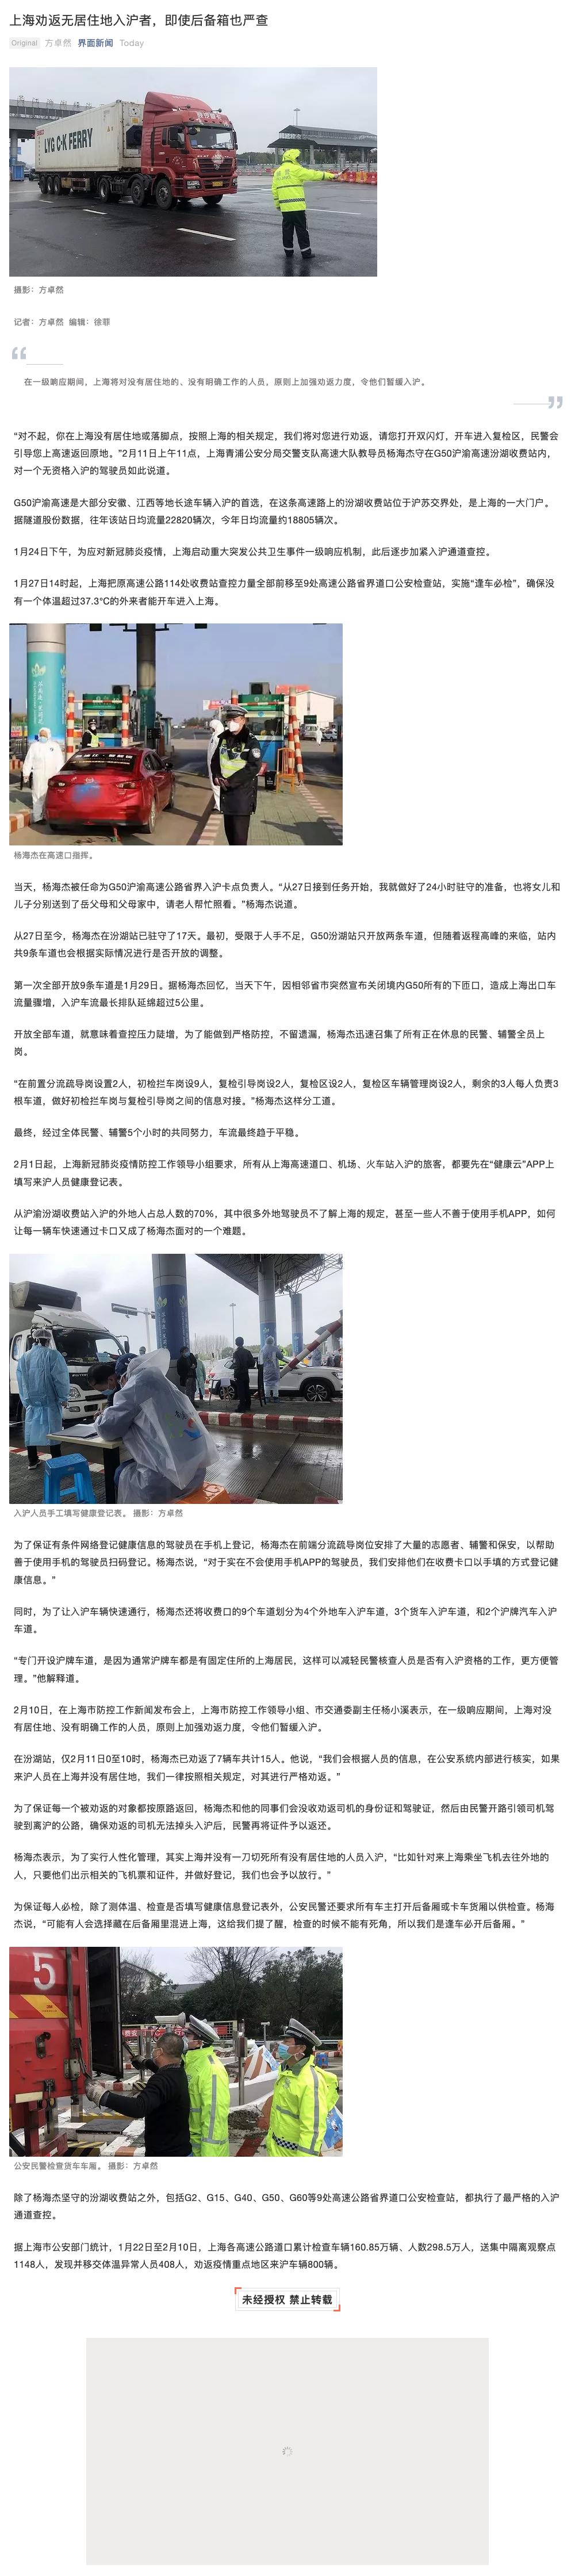 上海劝返无居住地入沪者，即使后备箱也严查
Original 方卓然 界面新闻 Today
LYG C-K FERRY
摄影：方卓然
记者：方卓然 编辑：徐菲
“
在一级响应期间，上海将对没有居住地的、没有明确工作的人员，原则上加强劝返力度，令他们暂缓入沪。
”
“对不起，你在上海没有居住地或落脚点，按照上海的相关规定，我们将对您进行劝返，请您打开双闪灯，开车进入复检区，民警会
引导您上高速返回原地。”2月11日上午11点，上海青浦公安分局交警支队高速大队教导员杨海杰守在G50沪渝高速汾湖收费站内，
对一个无资格入沪的驾驶员如此说道。
G50沪渝高速是大部分安徽、江西等地长途车辆入沪的首选，在这条高速路上的汾湖收费站位于沪苏交界处，是上海的一大门户。
据隧道股份数据，往年该站日均流量22820辆次，今年日均流量约18805辆次。
1月24日下午，为应对新冠肺炎疫情，上海启动重大突发公共卫生事件一级响应机制，此后逐步加紧入沪通道查控。
1月27日14时起，上海把原高速公路114处收费站查控力量全部前移至9处高速公路省界道口公安检查站，实施“逢车必检”，确保没
有一个体温超过37.3°C的外来者能开车进入上海。
杨海杰在高速口指挥。
当天，杨海杰被任命为G50沪渝高速公路省界入沪卡点负责人。“从27日接到任务开始，我就做好了24小时驻守的准备，也将女儿和
儿子分别送到了岳父母和父母家中，请老人帮忙照看。”杨海杰说道。
从27日至今，杨海杰在汾湖站已驻守了17天。最初，受限于人手不足，G50汾湖站只开放两条车道，但随着返程高峰的来临，站内
共9条车道也会根据实际情况进行是否开放的调整。
第一次全部开放9条车道是1月29日。据杨海杰回忆，当天下午，因相邻省市突然宣布关闭境内G50所有的下匝口，造成上海出口车
流量骤增，入沪车流最长排队延绵超过5公里。
开放全部车道，就意味着查控压力陡增，为了能做到严格防控，不留遗漏，杨海杰迅速召集了所有正在休息的民警、辅警全员上
岗。
“在前置分流疏导岗设置2人，初检拦车岗设9人，复检引导岗设2人，复检区设2人，复检区车辆管理岗设2人，剩余的3人每人负责3
根车道，做好初检拦车岗与复检引导岗之间的信息对接。”杨海杰这样分工道。
最终，经过全体民警、辅警5个小时的共同努力，车流最终趋于平稳。
2月1日起，上海新冠肺炎疫情防控工作领导小组要求，所有从上海高速道口、机场、火车站入沪的旅客，都要先在“健康云”APP上
填写来沪人员健康登记表。
从沪渝汾湖收费站入沪的外地人占总人数的70%，其中很多外地驾驶员不了解上海的规定，甚至一些人不善于使用手机APP，如何
让每一辆车快速通过卡口又成了杨海杰面对的一个难题。
入沪人员手工填写健康登记表。 摄影：方卓然
为了保证有条件网络登记健康信息的驾驶员在手机上登记，杨海杰在前端分流疏导岗位安排了大量的志愿者、辅警和保安，以帮助
善于使用手机的驾驶员扫码登记。杨海杰说，“对于实在不会使用手机APP的驾驶员，我们安排他们在收费卡口以手填的方式登记健
康信息。”
同时，为了让入沪车辆快速通行，杨海杰还将收费口的9个车道划分为4个外地车入沪车道，3个货车入沪车道，和2个沪牌汽车入沪
车道。
“专门开设沪牌车道，是因为通常沪牌车都是有固定住所的上海居民，这样可以减轻民警核查人员是否有入沪资格的工作，更方便管
理。”他解释道。
2月10日，在上海市防控工作新闻发布会上，上海市防控工作领导小组、市交通委副主任杨小溪表示，在一级响应期间，上海对没
有居住地、没有明确工作的人员，原则上加强劝返力度，令他们暂缓入沪。
在汾湖站，仅2月11日0至10时，杨海杰已劝返了7辆车共计15人。他说，“我们会根据人员的信息，在公安系统内部进行核实，如果
来沪人员在上海并没有居住地，我们一律按照相关规定，对其进行严格劝返。”
为了保证每一个被劝返的对象都按原路返回，杨海杰和他的同事们会没收劝返司机的身份证和驾驶证，然后由民警开路引领司机驾
驶到离沪的公路，确保劝返的司机无法掉头入沪后，民警再将证件予以返还。
杨海杰表示，为了实行人性化管理，其实上海并没有一刀切死所有没有居住地的人员入沪，“比如针对来上海乘坐飞机去往外地的
人，只要他们出示相关的飞机票和证件，并做好登记，我们也会予以放行。”
为保证每人必检，除了测体温、检查是否填写健康信息登记表外，公安民警还要求所有车主打开后备厢或卡车货厢以供检查。杨海
杰说，“可能有人会选择藏在后备厢里混进上海，这给我们提了醒，检查的时候不能有死角，所以我们是逢车必开后备厢。”
5
公安民警检查货车车厢。 摄影：方卓然
除了杨海杰坚守的汾湖收费站之外，包括G2、G15、G40、G50、G60等9处高速公路省界道口公安检查站，都执行了最严格的入沪
通道查控。
据上海市公安部门统计，1月22日至2月10日，上海各高速公路道口累计检查车辆160.85万辆、人数298.5万人，送集中隔离观察点
1148人，发现并移交体温异常人员408人，劝返疫情重点地区来沪车辆800辆。
未经授权 禁止转载